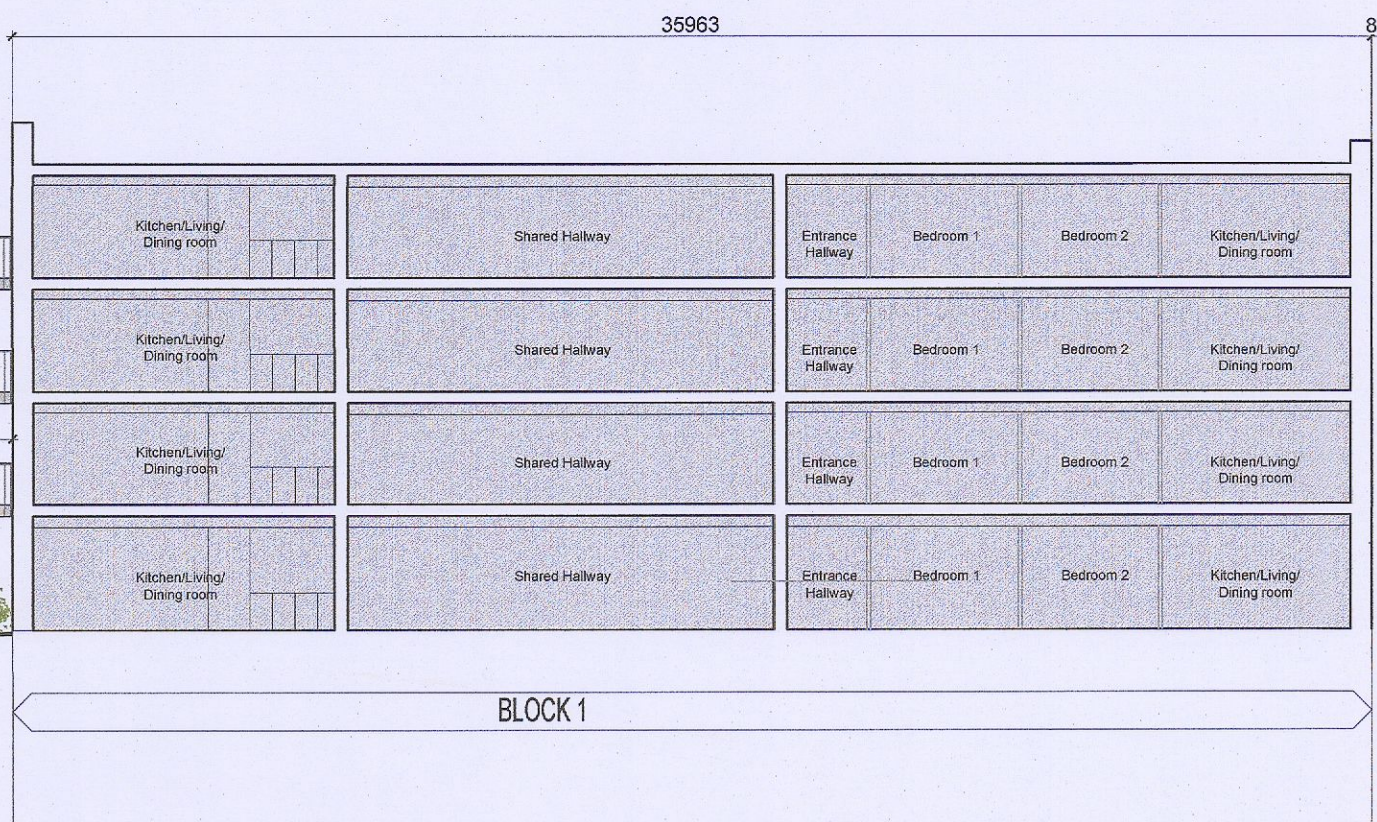 35963
8
Kitchen/Living/
Dining room
Shared Hallway
Entrance
Hallway
Bedroom 1
Bedroom 2
Kitchen/Living/
Dining room
Kitchen/Living/
Dining room
Shared Hallway
Entrance
Hallway
Bedroom 1
Bedroom 2
Kitchen/Living/
Dining room
Kitchen/Living/
Dining room
Shared Hallway
Entrance
Hallway
Bedroom 1
Bedroom 2
Kitchen/Living/
Dining room
Kitchen/Living/
Dining room
Shared Hallway
Entrance
Hallway
Bedroom 1
Bedroom 2
Kitchen/Living/
Dining room
BLOCK 1